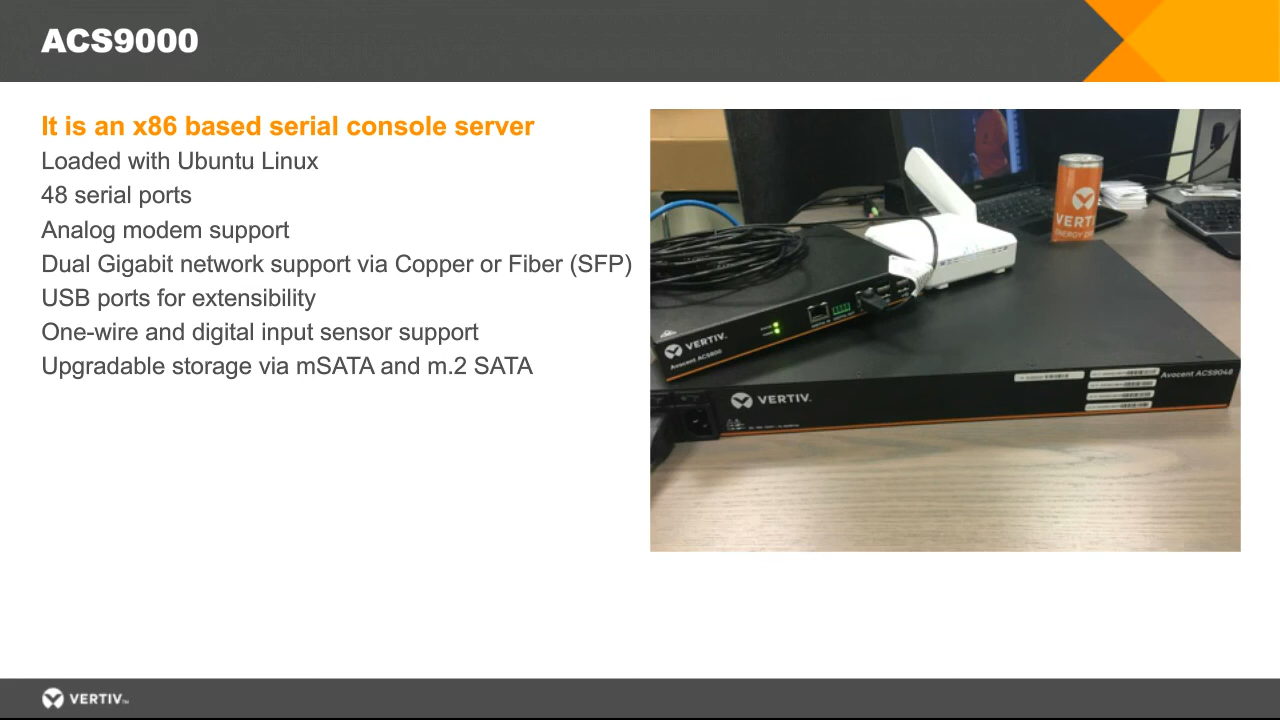 ACS9000
It is an x86 based serial console server
Loaded with Ubuntu Linux
48 serial ports
Analog modem support
Dual Gigabit network support via Copper or Fiber (SFP)
USB ports for extensibility
One-wire and digital input sensor support
Upgradable storage via mSATA and m.2 SATA
VERTIV
ENERGY
VERTIV.
Avocent ACS800
Avocent ACS9048
VERTIV.
VERTIV™